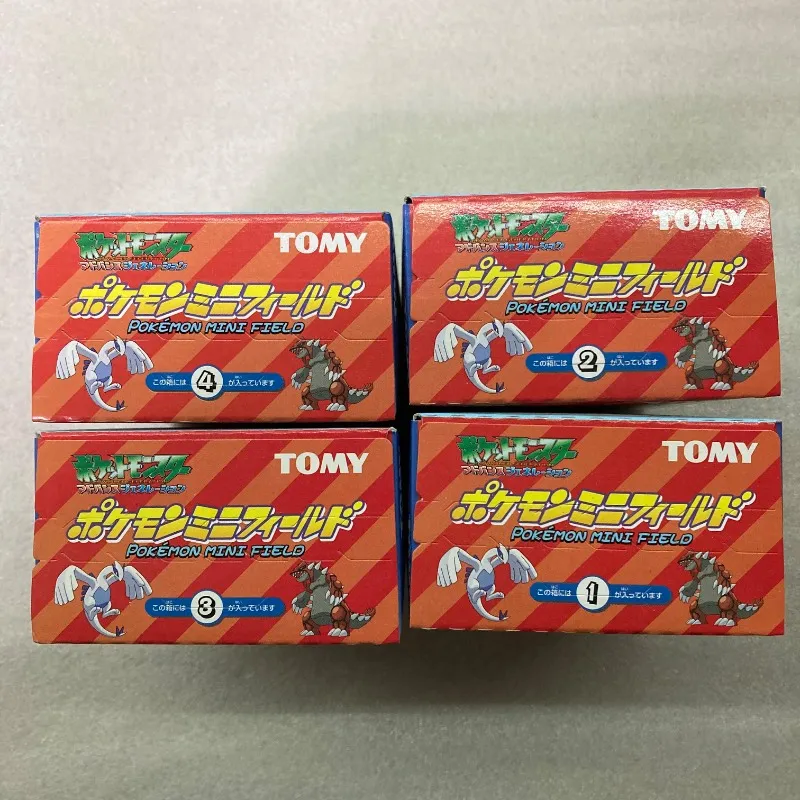 ポケットモンスター
アドバンスジェネレーション
TOMY
ポケモンミニフィールド
POKÉMON MINI FIELD
この箱には 4 が入っています
ポケットモンスター
アドバンスジェネレーション
TOMY
ポケモンミニフィールド
POKÉMON MINI FIELD
この箱には 2 が入っています
ポケットモンスター
アドバンスジェネレーション
TOMY
ポケモンミニフィールド
POKÉMON MINI FIELD
この箱には 3 が入っています
ポケットモンスター
アドバンスジェネレーション
TOMY
ポケモンミニフィールド
POKÉMON MINI FIELD
この箱には 1 が入っています